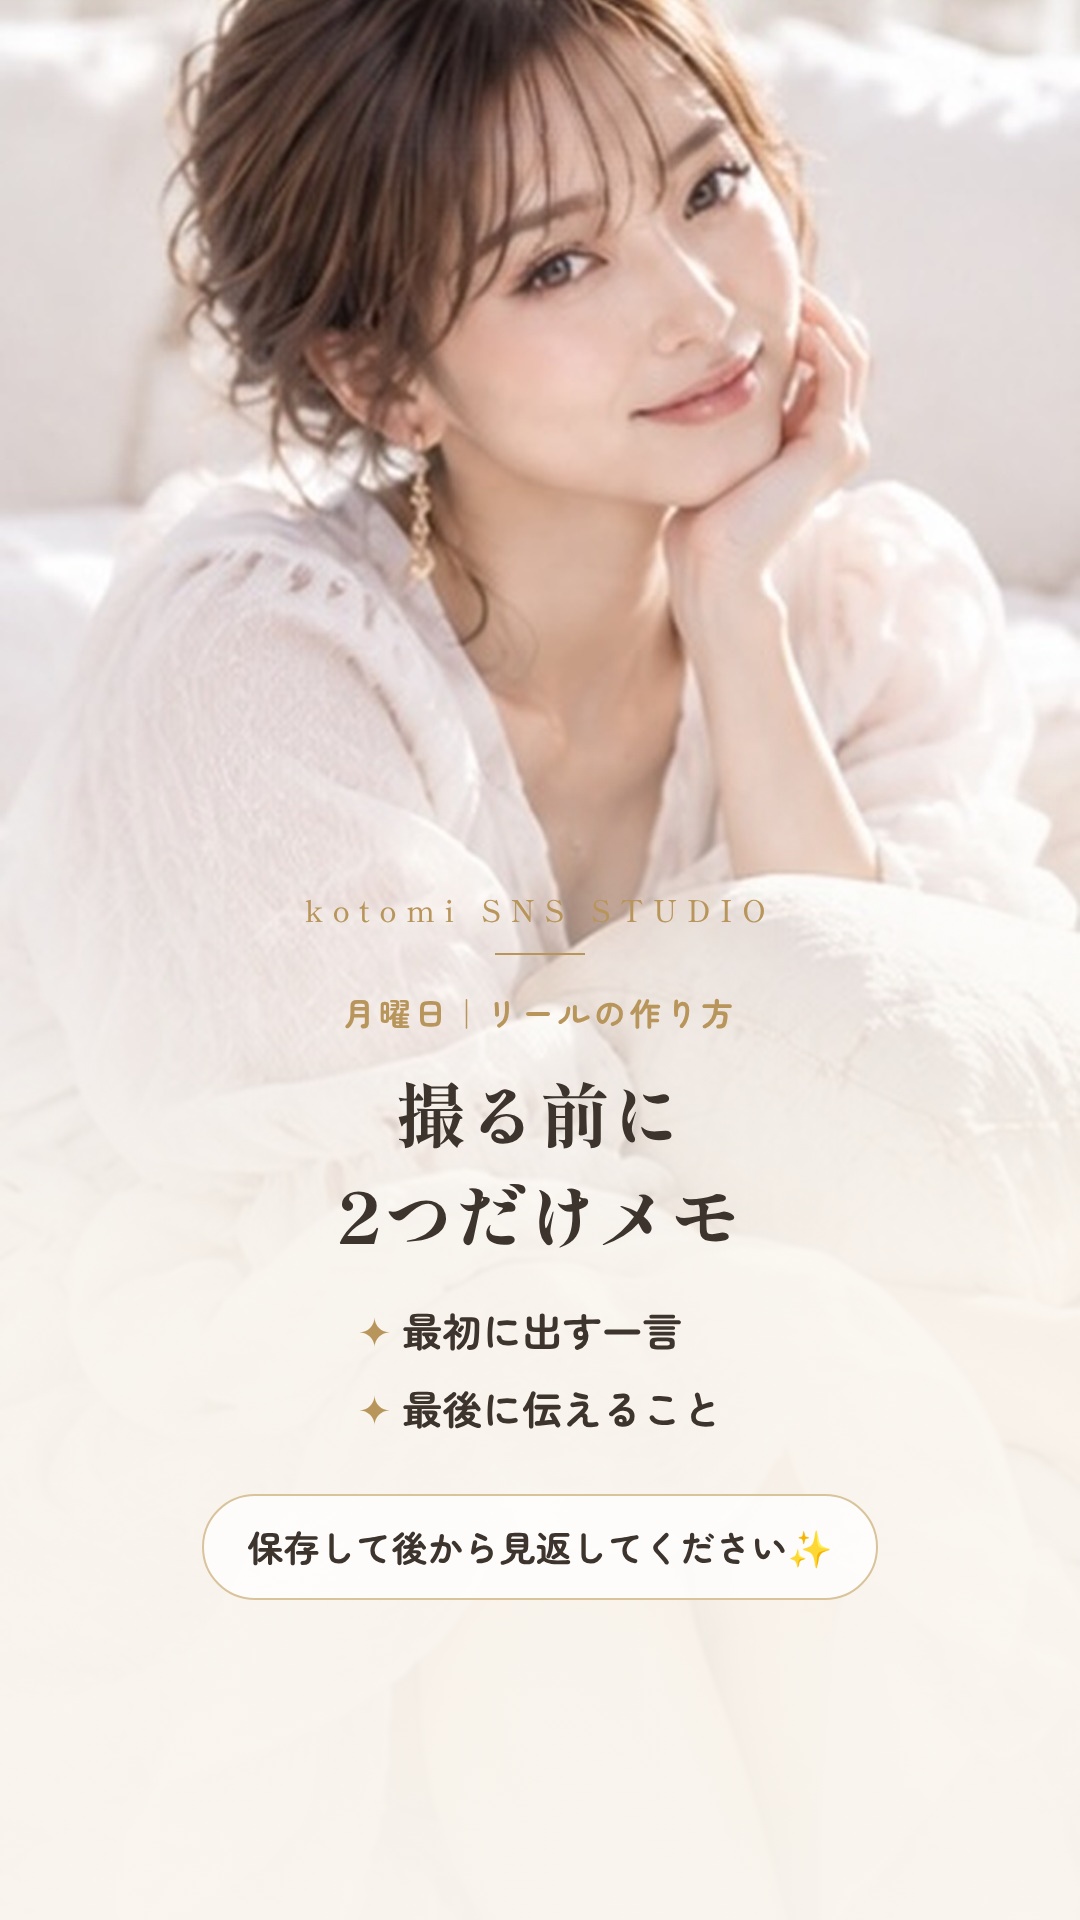 kotomi SNS STUDIO
月曜日｜リールの作り方
撮る前に
2つだけメモ
✦ 最初に出す一言
✦ 最後に伝えること
保存して後から見返してください✨